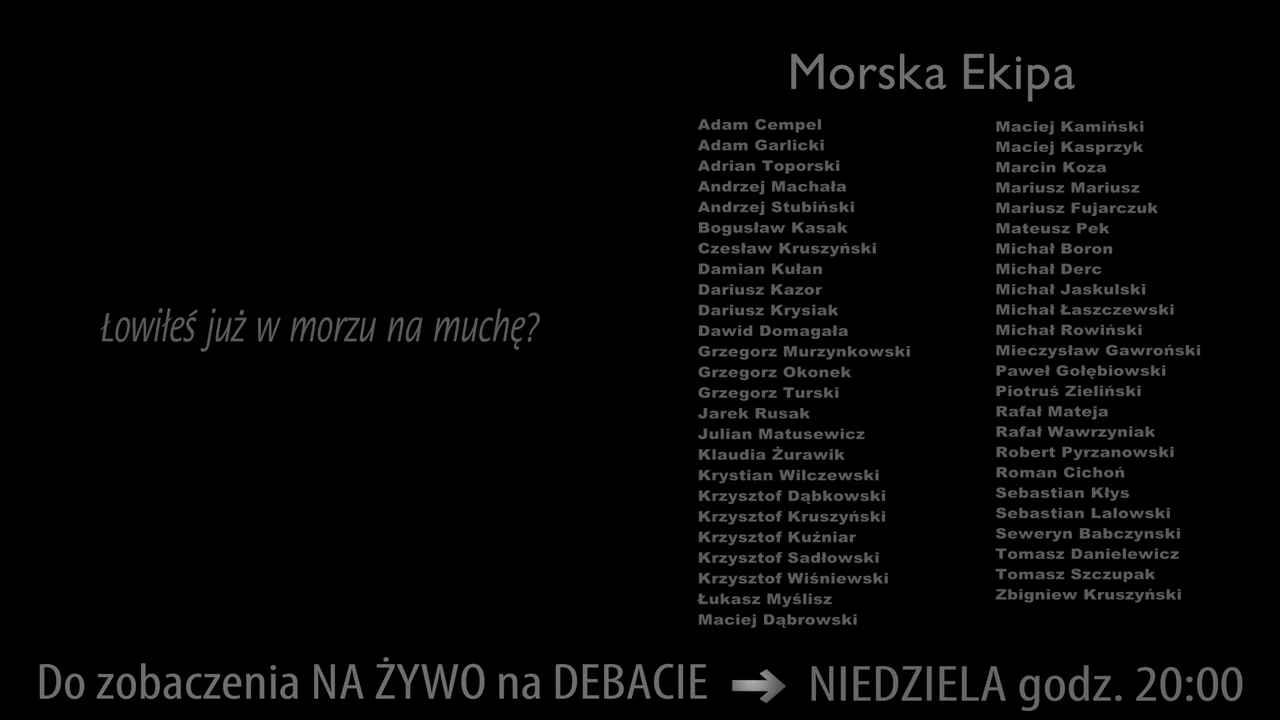 Morska Ekipa
Adam Cempel
Adam Garlicki
Adrian Toporski
Andrzej Machała
Andrzej Stubiński
Bogusław Kasak
Czesław Kruszyński
Damian Kułan
Dariusz Kazor
Dariusz Krysiak
Dawid Domagała
Grzegorz Murzynkowski
Grzegorz Okonek
Grzegorz Turski
Jarek Rusak
Julian Matusewicz
Klaudia Żurawik
Krystian Wilczewski
Krzysztof Dąbkowski
Krzysztof Kruszyński
Krzysztof Kuźniar
Krzysztof Sadłowski
Krzysztof Wiśniewski
Łukasz Myślisz
Maciej Dąbrowski
Maciej Kamiński
Maciej Kasprzyk
Marcin Koza
Mariusz Mariusz
Mariusz Fujarczuk
Mateusz Pek
Michał Boron
Michał Derc
Michał Jaskulski
Michał Łaszczewski
Michał Rowiński
Mieczysław Gawroński
Paweł Gołębiowski
Piotruś Zieliński
Rafał Mateja
Rafał Wawrzyniak
Robert Pyrzanowski
Roman Cichoń
Sebastian Kłys
Sebastian Lalowski
Seweryn Babczynski
Tomasz Danielewicz
Tomasz Szczupak
Zbigniew Kruszyński
Łowiłeś już w morzu na muchę?
Do zobaczenia NA ŻYWO na DEBACIE → NIEDZIELA godz. 20:00